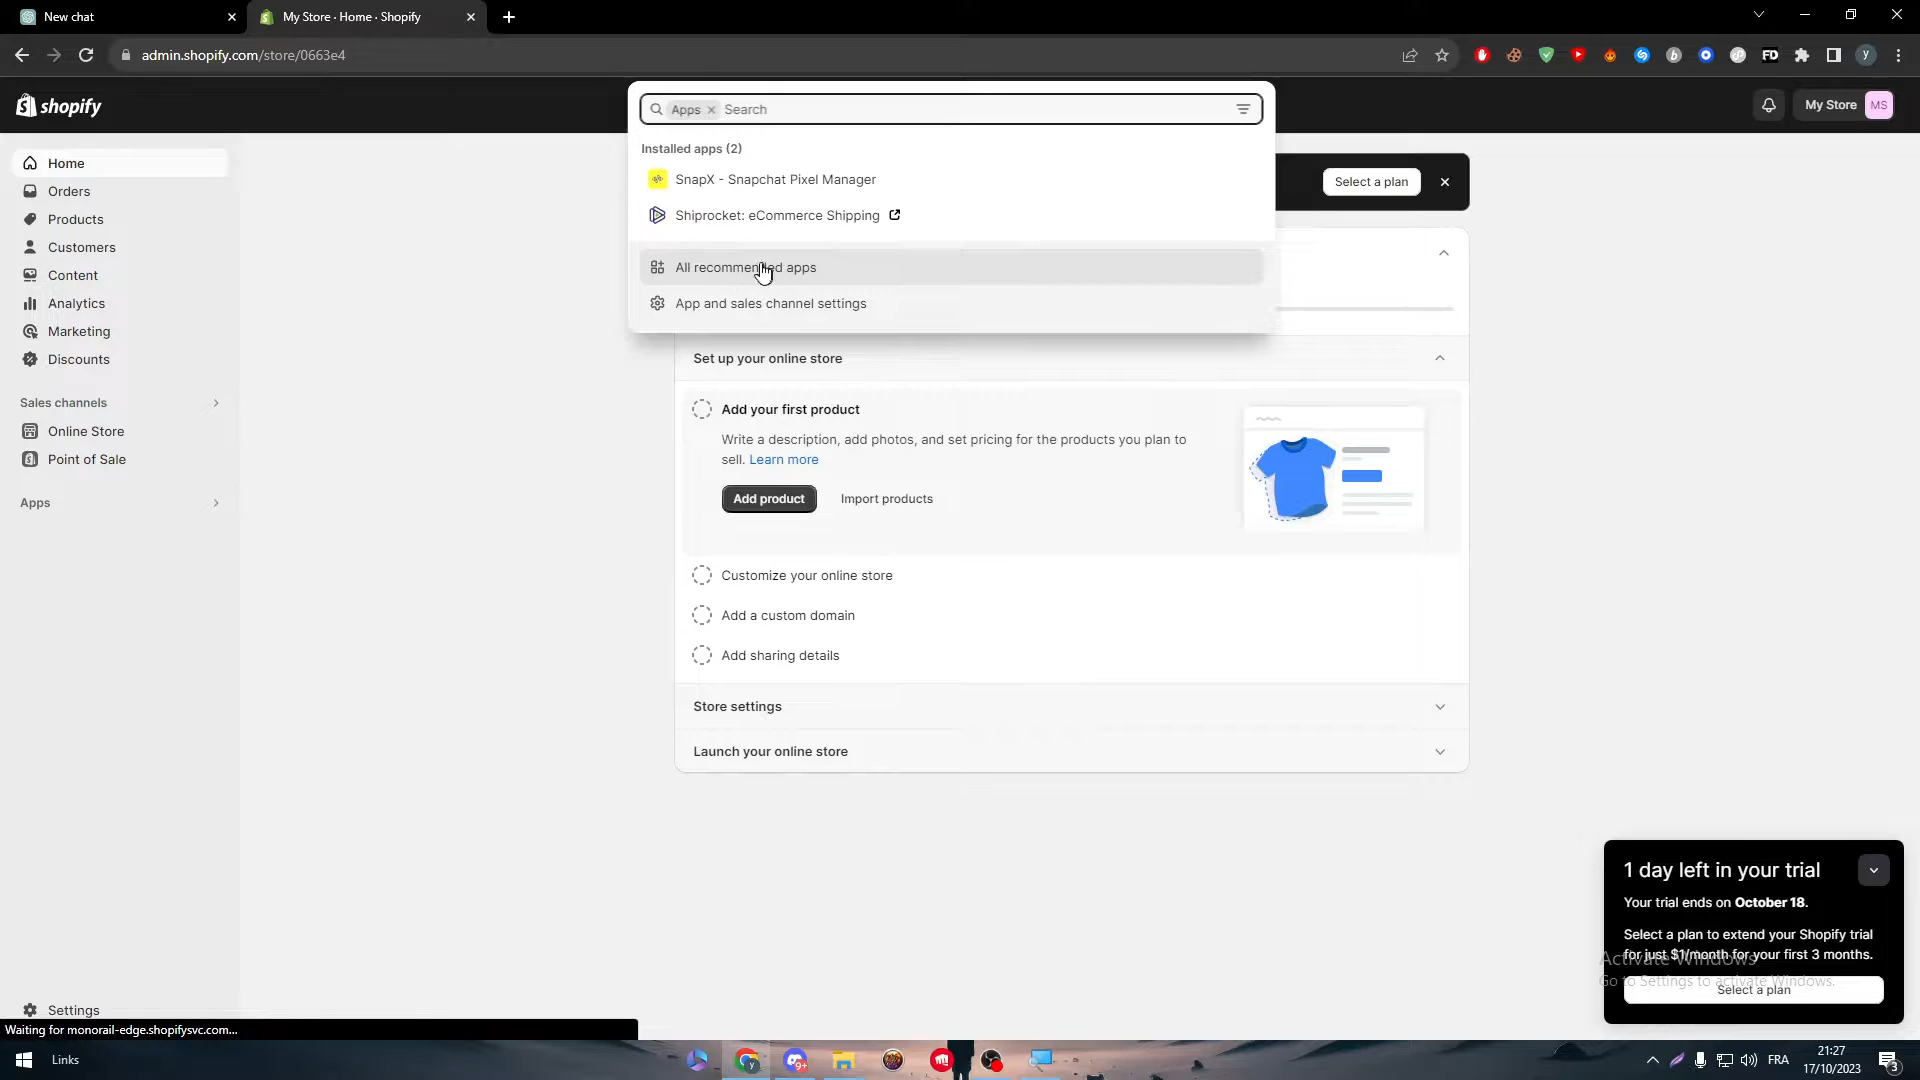 New chat
My Store · Home · Shopify
admin.shopify.com/store/0663e4
FD
y
shopify
Apps × Search
My Store MS
Installed apps (2)
SnapX - Snapchat Pixel Manager
Shiprocket: eCommerce Shipping
All recommended apps
App and sales channel settings
Select a plan
Home
Orders
Products
Customers
Content
Analytics
Marketing
Discounts
Sales channels
Online Store
Point of Sale
Apps
Settings
Set up your online store
Add your first product
Write a description, add photos, and set pricing for the products you plan to
sell. Learn more
Add product
Import products
Customize your online store
Add a custom domain
Add sharing details
Store settings
Launch your online store
1 day left in your trial
Your trial ends on October 18.
Select a plan to extend your Shopify trial
for just $1/month for your first 3 months.
Select a plan
Activate Windows
Go to Settings to activate Windows.
Waiting for monorail-edge.shopifysvc.com...
Links
9+
FRA
21:27
17/10/2023
3